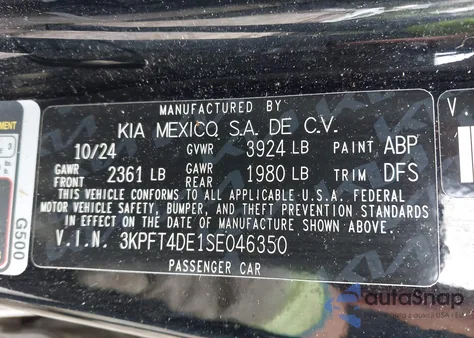 MANUFACTURED BY
KIA MEXICO, S.A. DE C.V.
10/24 GVWR 3924 LB PAINT ABP
GAWR FRONT 2361 LB GAWR REAR 1980 LB TRIM DFS
THIS VEHICLE CONFORMS TO ALL APPLICABLE U.S.A. FEDERAL
MOTOR VEHICLE SAFETY, BUMPER, AND THEFT PREVENTION STANDARDS
IN EFFECT ON THE DATE OF MANUFACTURE SHOWN ABOVE.
V.I.N. 3KPFT4DE1SE046350
PASSENGER CAR
G500
V.
autoSnap